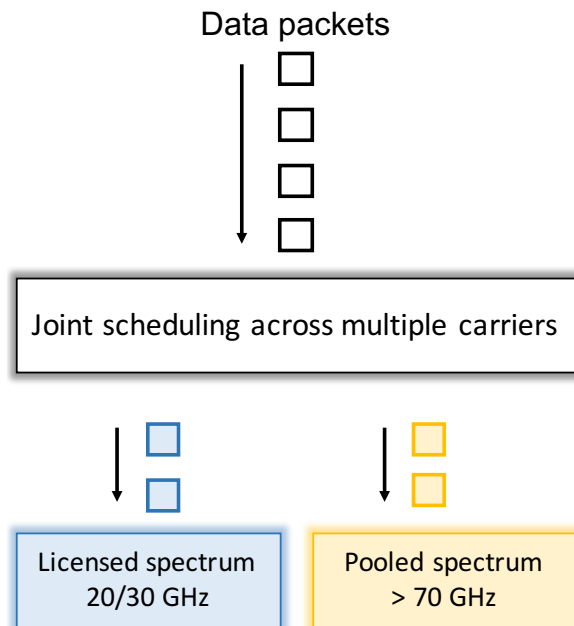 Data packets
Joint scheduling across multiple carriers
Licensed spectrum
20/30 GHz
Pooled spectrum
> 70 GHz